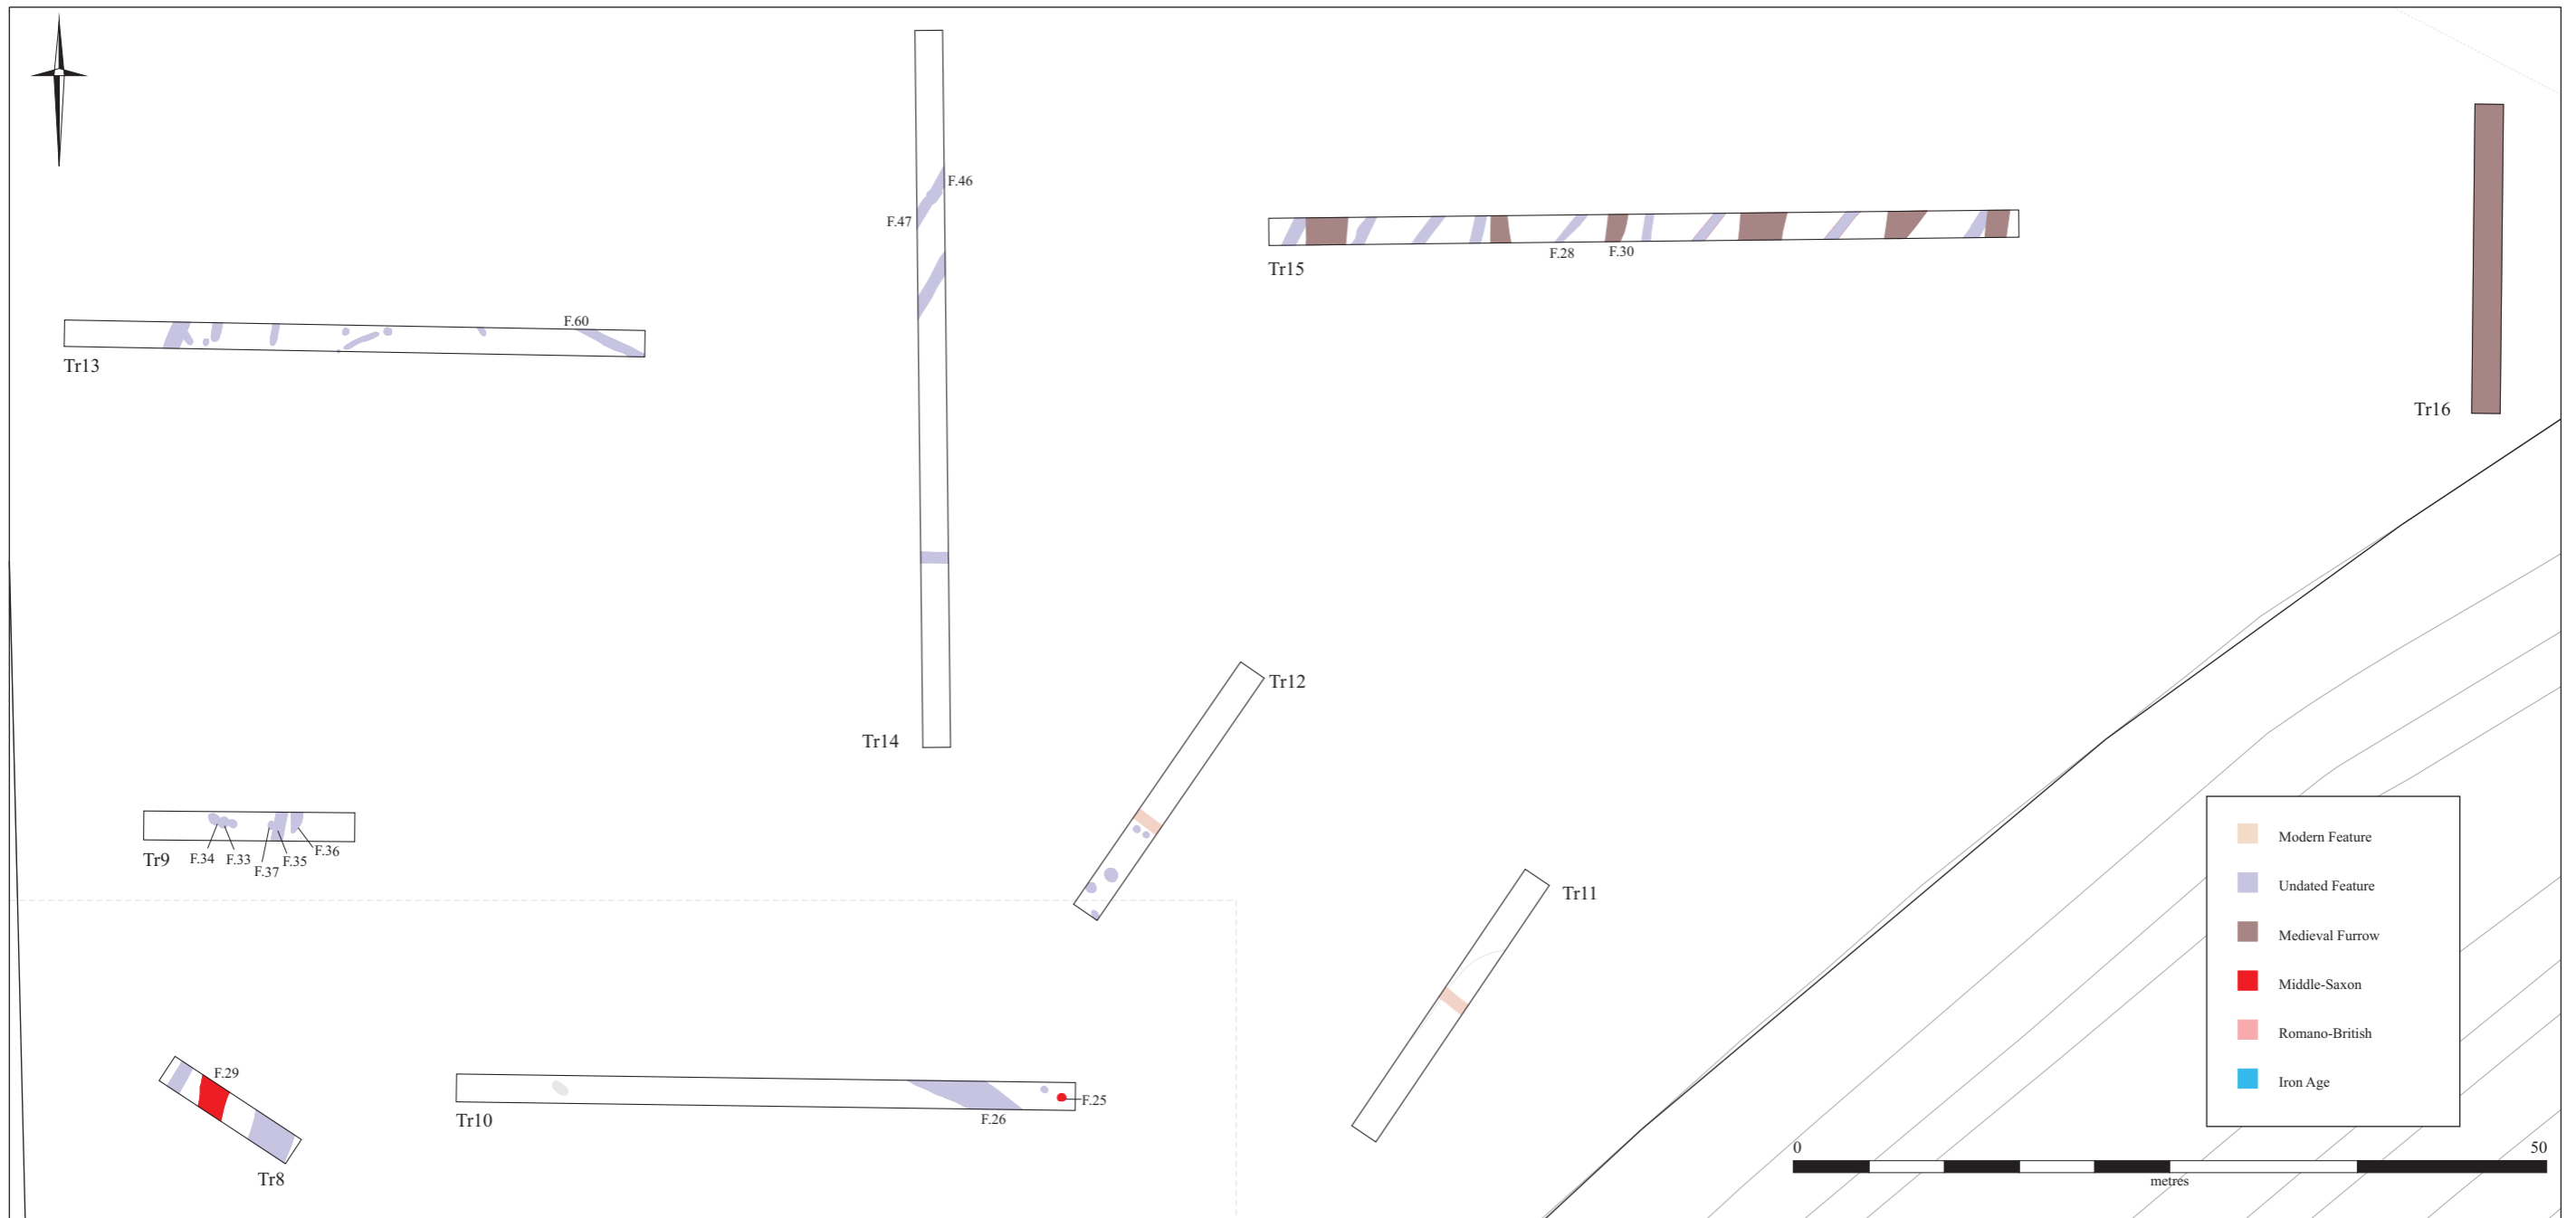 F.46
F.47
F.28
F.30
Tr15
F.60
Tr13
Tr16
Tr12
Tr14
F.34
F.33
F.37
F.35
F.36
Tr9
Tr11
F.29
Tr8
Tr10
F.26
F.25
Modern Feature
Undated Feature
Medieval Furrow
Middle-Saxon
Romano-British
Iron Age
0
50
metres